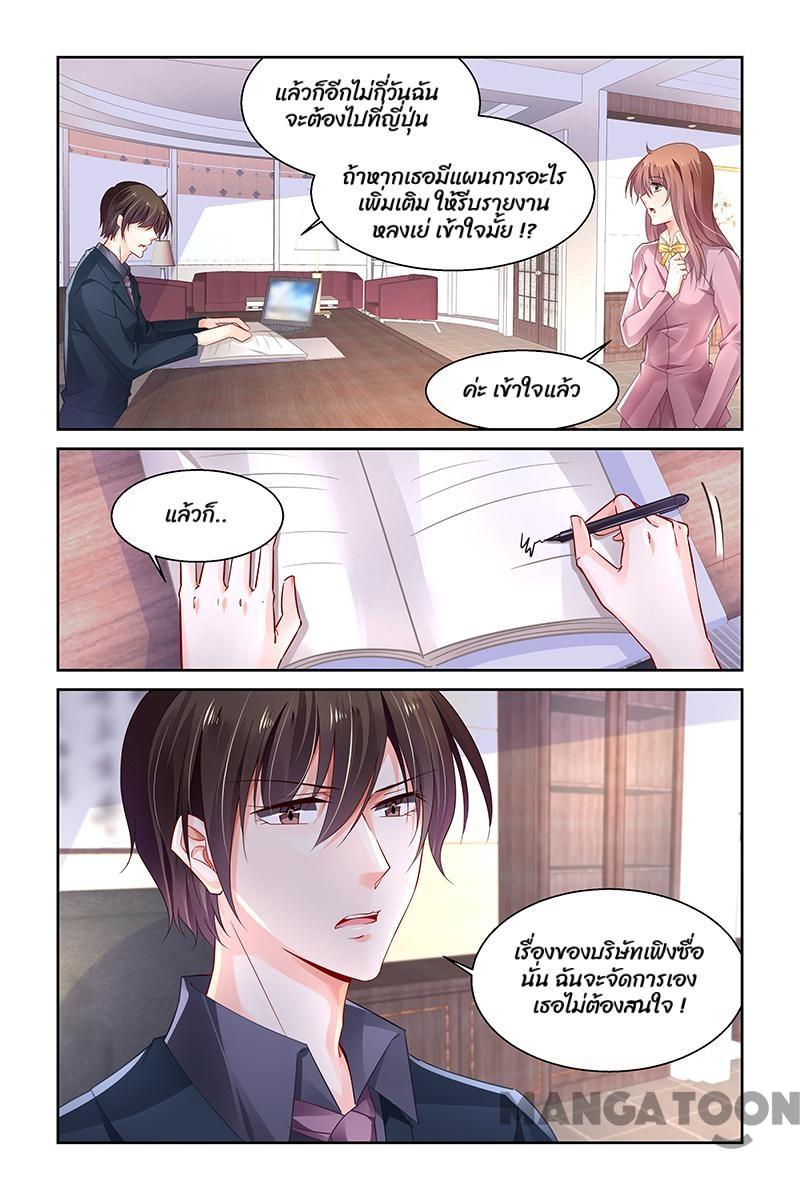 แล้วก็อีกไม่กี่วันฉัน
จะต้องไปที่ญี่ปุ่น
ถ้าหากเธอมีแผนการอะไร
เพิ่มเติม ให้รีบรายงาน
หลงเย่ เข้าใจมั้ย !?
ค่ะ เข้าใจแล้ว
แล้วก็..
เรื่องของบริษัทเฟิงซื่อ
นั่น ฉันจะจัดการเอง
เธอไม่ต้องสนใจ !
MANGATOON